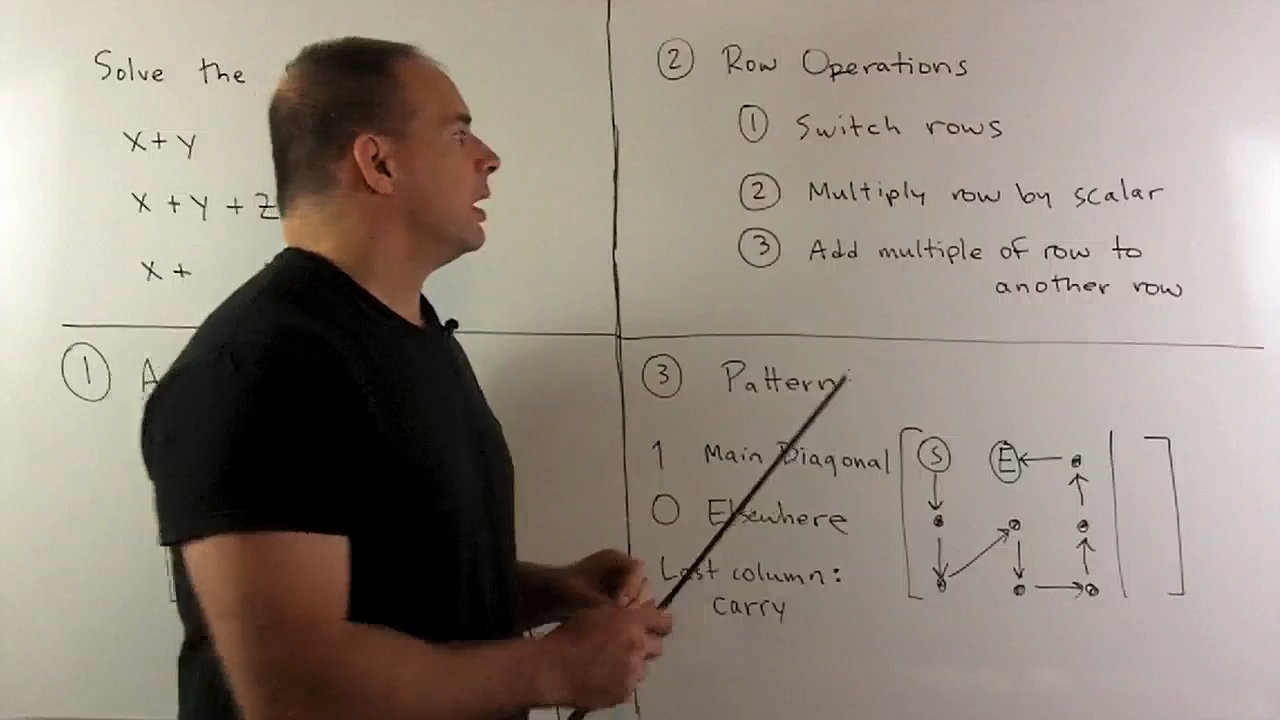 Solve the
x + y
x + y + z
x +
① A
② Row Operations
① Switch rows
② Multiply row by scalar
③ Add multiple of row to
another row
③ Pattern
1 Main Diagonal
0 Elsewhere
Last column:
carry
S E